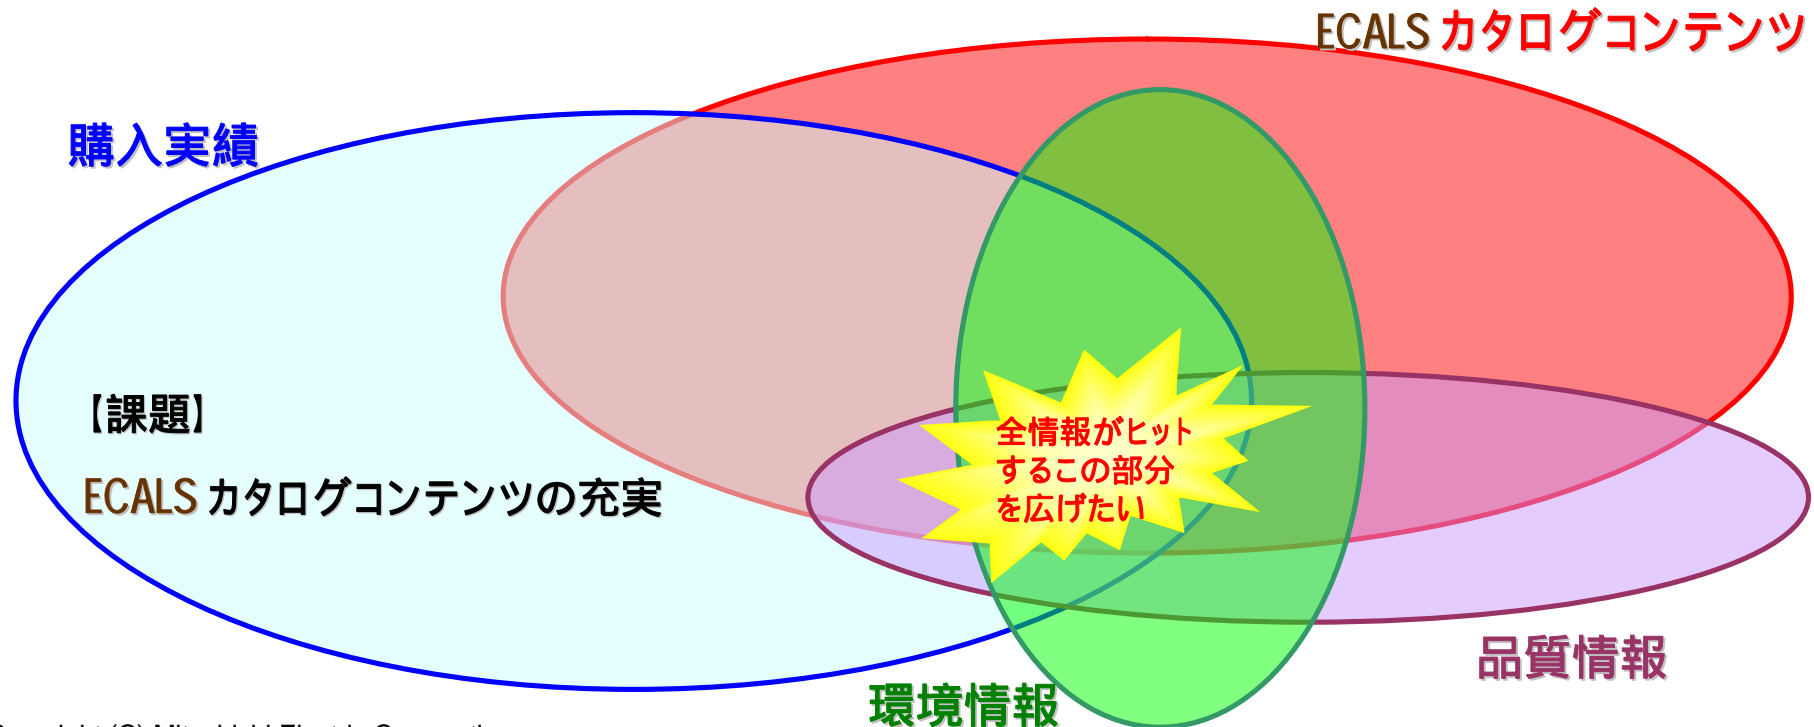 ECALS カタログコンテンツ
購入実績
【課題】
ECALS カタログコンテンツの充実
全情報がヒット
するこの部分
を広げたい
品質情報
環境情報